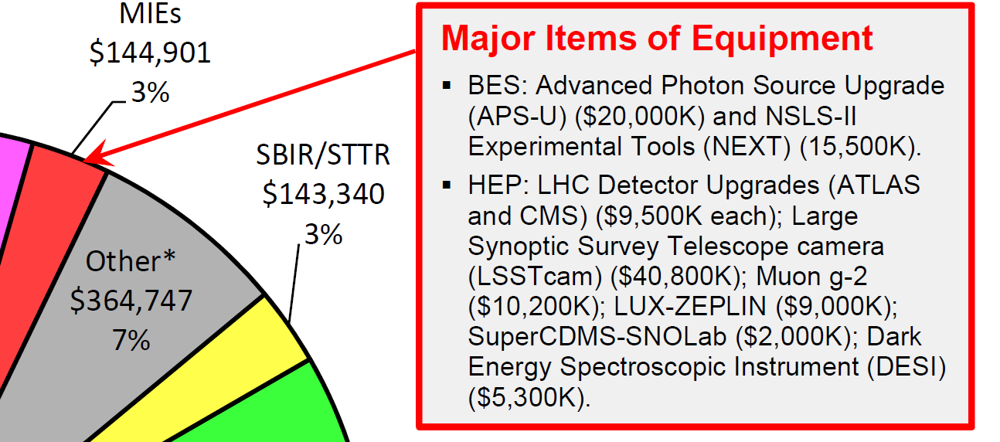 MIEs
$144,901
3%
SBIR/STTR
$143,340
3%
Other*
$364,747
7%
Major Items of Equipment
▪ BES: Advanced Photon Source Upgrade
(APS-U) ($20,000K) and NSLS-II
Experimental Tools (NEXT) (15,500K).
▪ HEP: LHC Detector Upgrades (ATLAS
and CMS) ($9,500K each); Large
Synoptic Survey Telescope camera
(LSSTcam) ($40,800K); Muon g-2
($10,200K); LUX-ZEPLIN ($9,000K);
SuperCDMS-SNOLab ($2,000K); Dark
Energy Spectroscopic Instrument (DESI)
($5,300K).